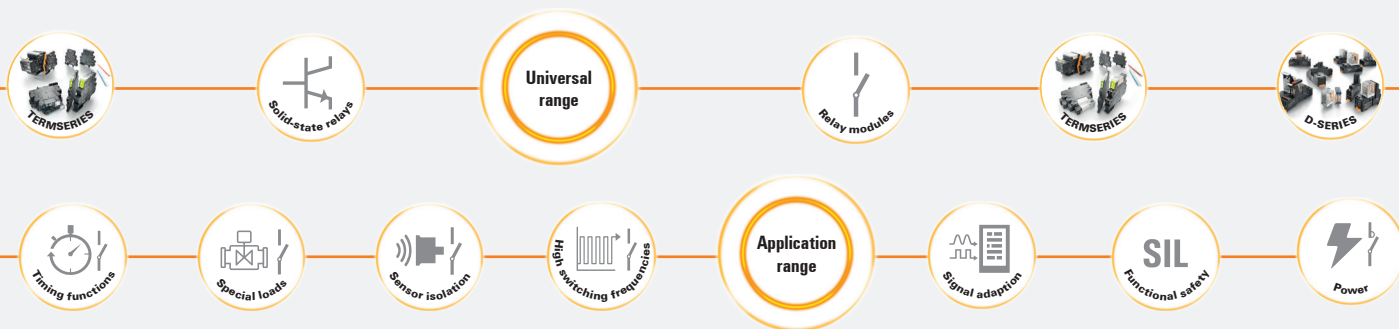 TERMSERIES
Solid-state relays
Universal
range
Relay modules
TERMSERIES
D-SERIES
Timing functions
Special loads
Sensor isolation
High switching frequencies
Application
range
Signal adaption
SIL
Functional safety
Power